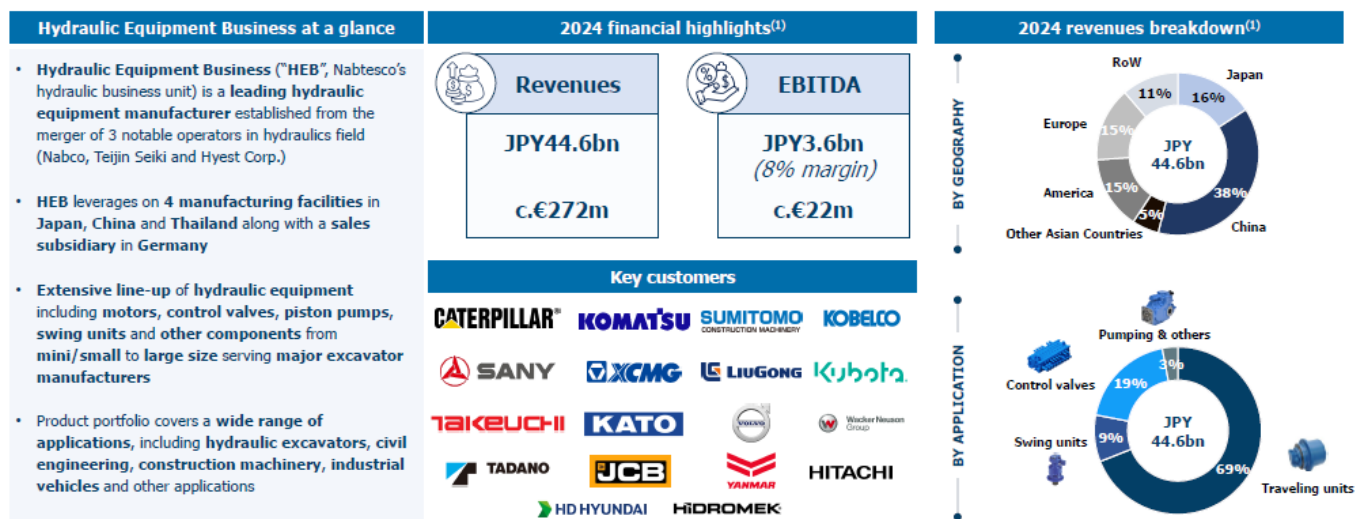 Hydraulic Equipment Business at a glance
• Hydraulic Equipment Business ("HEB", Nabtesco's
hydraulic business unit) is a leading hydraulic
equipment manufacturer established from the
merger of 3 notable operators in hydraulics field
(Nabco, Teijin Seiki and Hyest Corp.)
• HEB leverages on 4 manufacturing facilities in
Japan, China and Thailand along with a sales
subsidiary in Germany
• Extensive line-up of hydraulic equipment
including motors, control valves, piston pumps,
swing units and other components from
mini/small to large size serving major excavator
manufacturers
• Product portfolio covers a wide range of
applications, including hydraulic excavators, civil
engineering, construction machinery, industrial
vehicles and other applications
2024 financial highlights(1)
Revenues
JPY44.6bn
c.€272m
EBITDA
JPY3.6bn
(8% margin)
c.€22m
Key customers
CATERPILLAR®
KOMATSU
SUMITOMO
CONSTRUCTION MACHINERY
KOBELCO
SANY
XCMG
LIUGONG
Kubota
TAKEUCHI
KATO
VOLVO
Wacker Neuson
Group
TADANO
JCB
YANMAR
HITACHI
HD HYUNDAI
HİDROMEK
2024 revenues breakdown(1)
BY GEOGRAPHY
RoW
11%
Japan
16%
Europe
15%
JPY
44.6bn
America
15%
38%
China
5%
Other Asian Countries
BY APPLICATION
Pumping & others
3%
Control valves
19%
JPY
44.6bn
Swing units
9%
69%
Traveling units